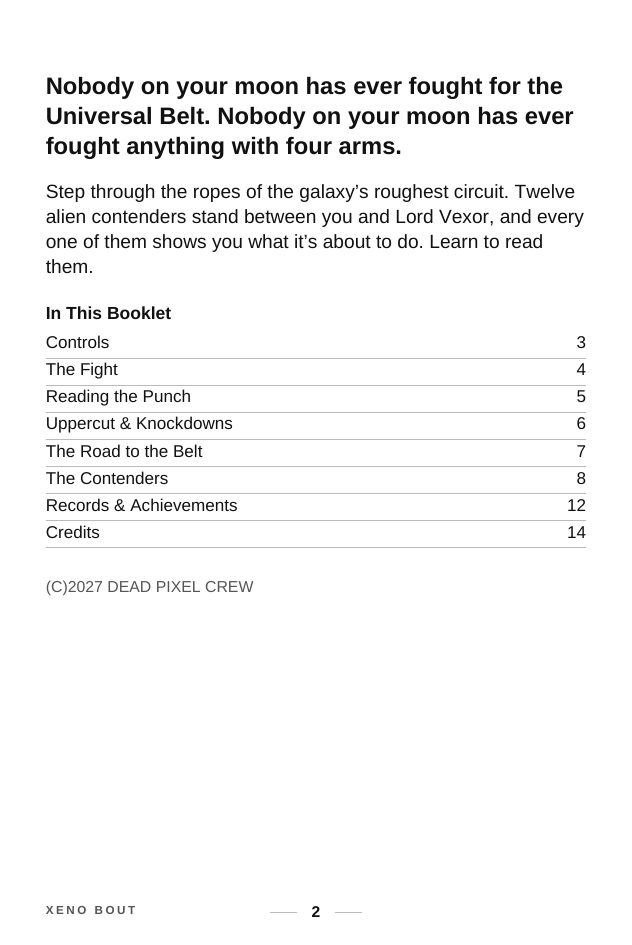 Nobody on your moon has ever fought for the
Universal Belt. Nobody on your moon has ever
fought anything with four arms.
Step through the ropes of the galaxy’s roughest circuit. Twelve
alien contenders stand between you and Lord Vexor, and every
one of them shows you what it’s about to do. Learn to read
them.
In This Booklet
Controls 3
The Fight 4
Reading the Punch 5
Uppercut & Knockdowns 6
The Road to the Belt 7
The Contenders 8
Records & Achievements 12
Credits 14
(C)2027 DEAD PIXEL CREW
XENO BOUT 2